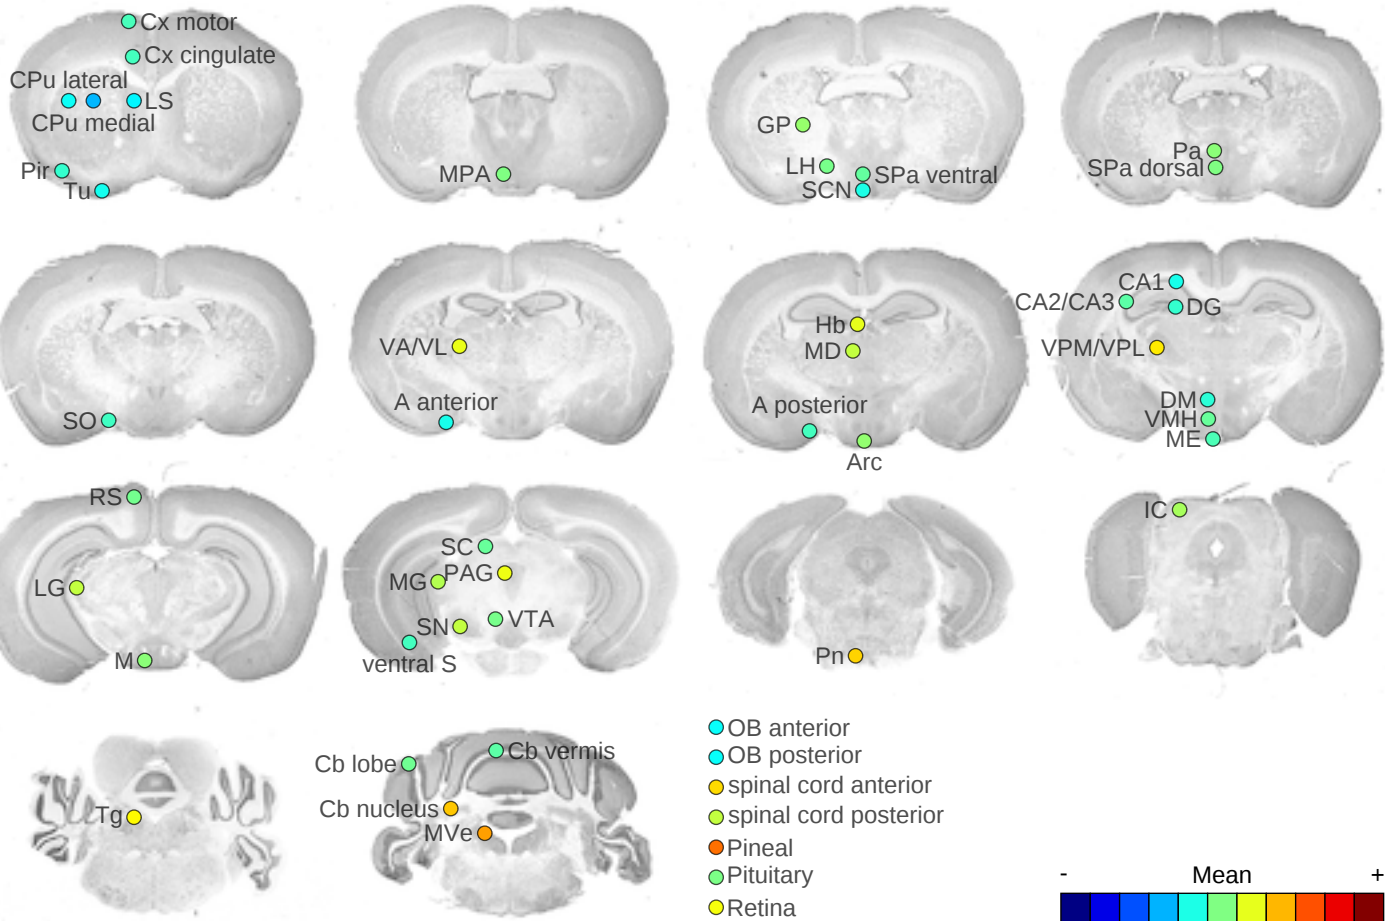 Cx motor
Cx cingulate
CPu lateral
LS
CPu medial
Pir
Tu
MPA
GP
LH
SPa ventral
SCN
Pa
SPa dorsal
SO
VA/VL
A anterior
Hb
MD
A posterior
Arc
CA1
CA2/CA3
DG
VPM/VPL
DM
VMH
ME
RS
LG
M
SC
PAG
MG
VTA
SN
ventral S
Pn
IC
Tg
Cb vermis
Cb lobe
Cb nucleus
MVe
OB anterior
OB posterior
spinal cord anterior
spinal cord posterior
Pineal
Pituitary
Retina
- Mean +